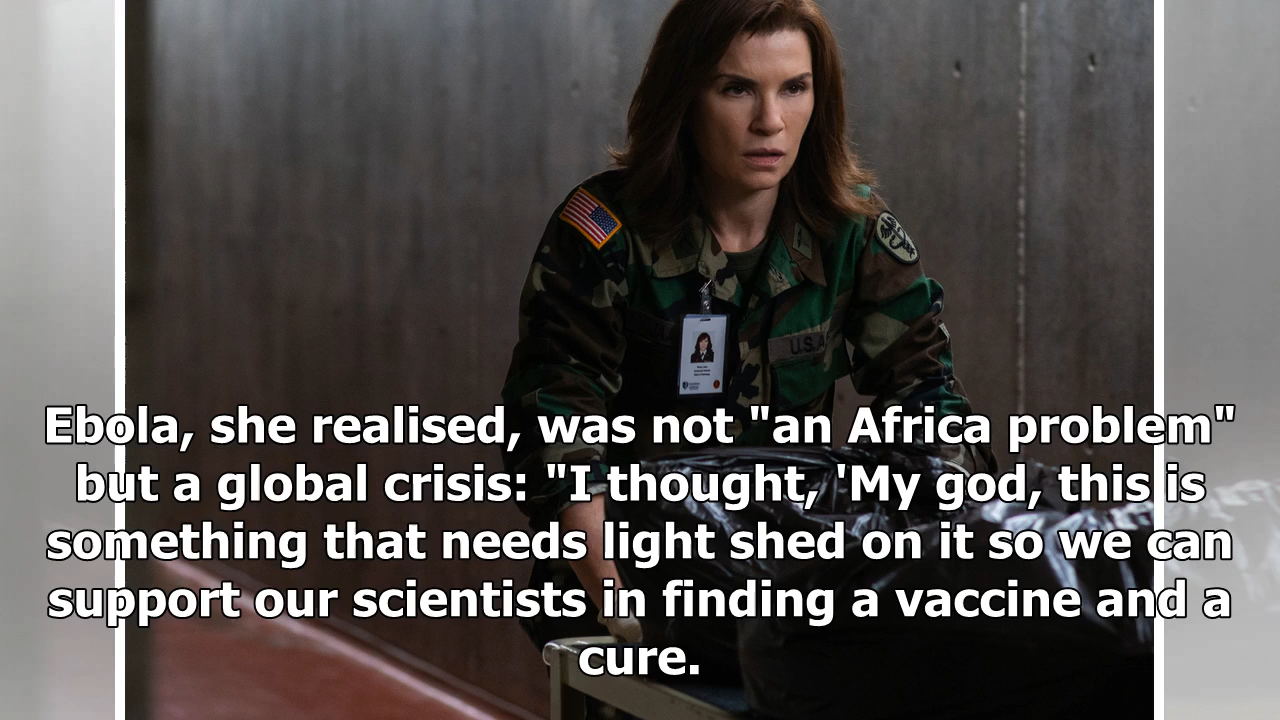 U.S.A
Ebola, she realised, was not "an Africa problem"
but a global crisis: "I thought, 'My god, this is
something that needs light shed on it so we can
support our scientists in finding a vaccine and a
cure.